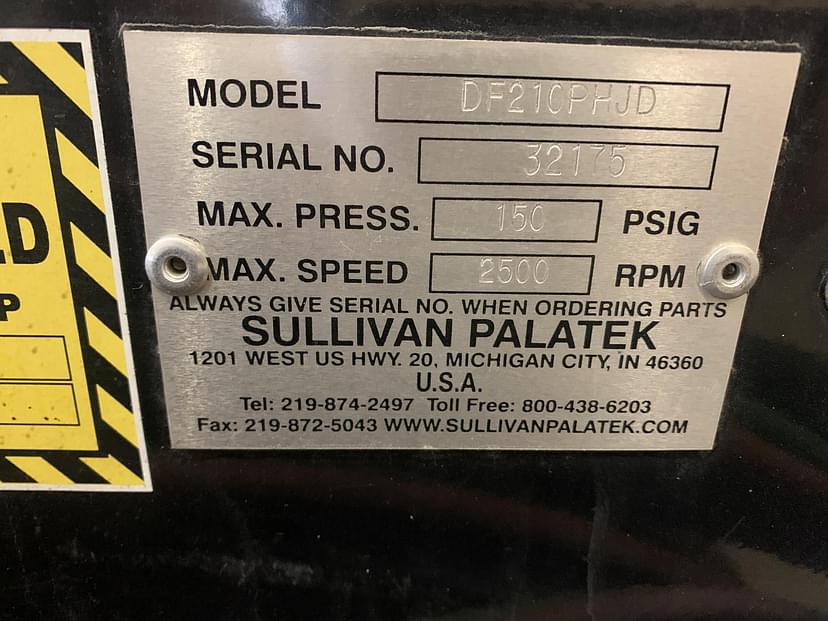 MODEL DF210PHJD
SERIAL NO. 32175
MAX. PRESS. 150 PSIG
MAX. SPEED 2500 RPM
ALWAYS GIVE SERIAL NO. WHEN ORDERING PARTS
SULLIVAN PALATEK
1201 WEST US HWY. 20, MICHIGAN CITY, IN 46360
U.S.A.
Tel: 219-874-2497 Toll Free: 800-438-6203
Fax: 219-872-5043 WWW.SULLIVANPALATEK.COM